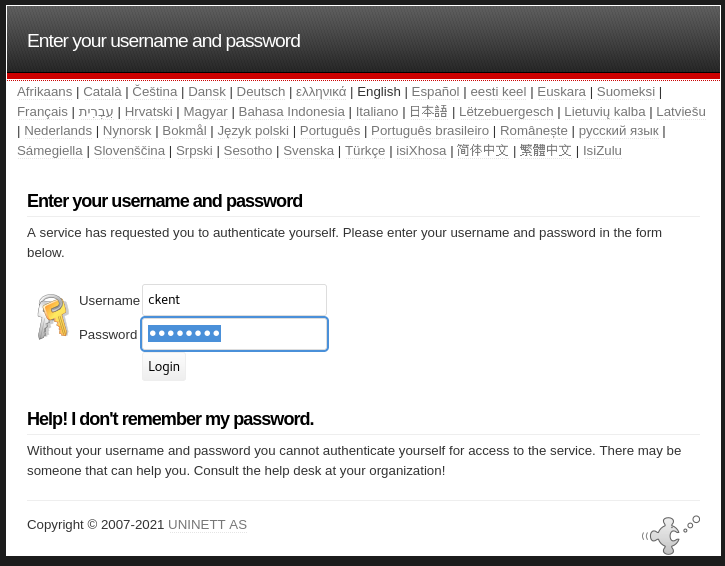 Enter your username and password
Afrikaans | Català | Čeština | Dansk | Deutsch | ελληνικά | English | Español | eesti keel | Euskara | Suomeksi |
Français | עִבְרִית | Hrvatski | Magyar | Bahasa Indonesia | Italiano | 日本語 | Lëtzebuergesch | Lietuvių kalba | Latviešu
| Nederlands | Nynorsk | Bokmål | Język polski | Português | Português brasileiro | Românește | русский язык |
Sámegiella | Slovenščina | Srpski | Sesotho | Svenska | Türkçe | isiXhosa | 简体中文 | 繁體中文 | IsiZulu
Enter your username and password
A service has requested you to authenticate yourself. Please enter your username and password in the form
below.
Username ckent
Password ●●●●●●●●
Login
Help! I don't remember my password.
Without your username and password you cannot authenticate yourself for access to the service. There may be
someone that can help you. Consult the help desk at your organization!
Copyright © 2007-2021 UNINETT AS